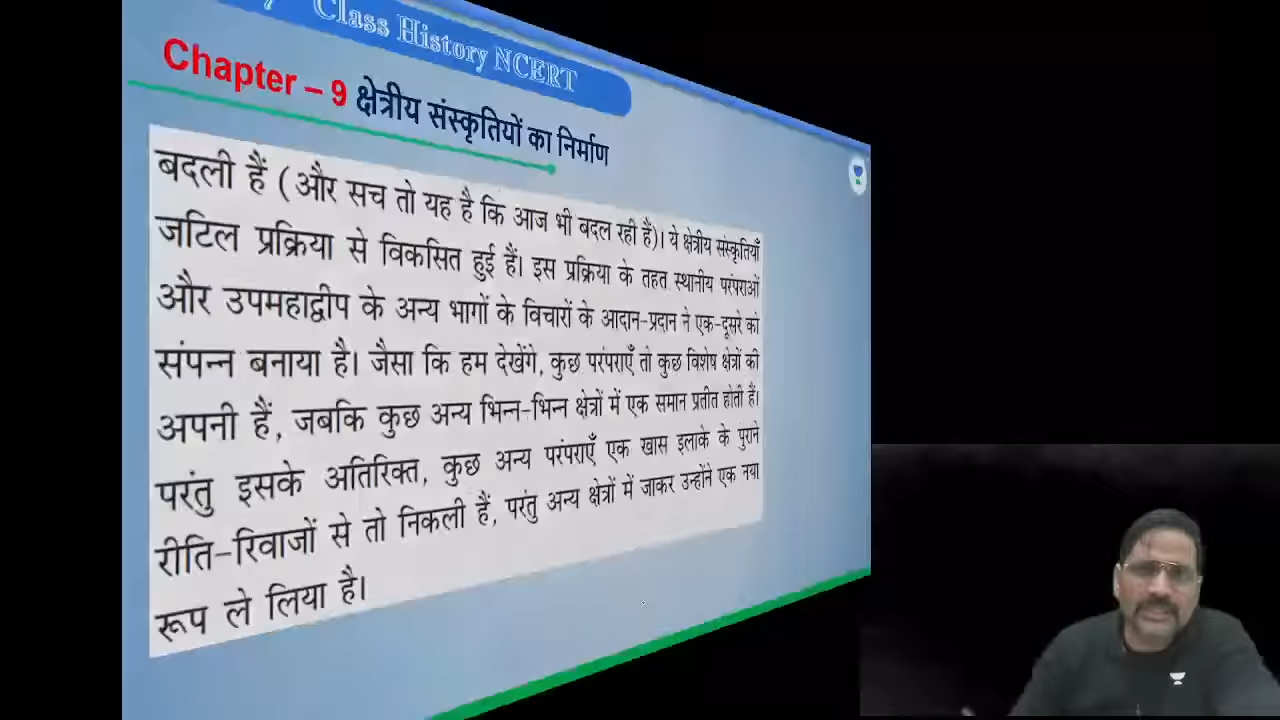 Class History NCERT
Chapter – 9 क्षेत्रीय संस्कृतियों का निर्माण
बदली हैं (और सच तो यह है कि आज भी बदल रही हैं)। ये क्षेत्रीय संस्कृतियाँ
जटिल प्रक्रिया से विकसित हुई हैं। इस प्रक्रिया के तहत स्थानीय परंपराओं
और उपमहाद्वीप के अन्य भागों के विचारों के आदान-प्रदान ने एक-दूसरे को
संपन्न बनाया है। जैसा कि हम देखेंगे, कुछ परंपराएँ तो कुछ विशेष क्षेत्रों की
अपनी हैं, जबकि कुछ अन्य भिन्न-भिन्न क्षेत्रों में एक समान प्रतीत होती हैं।
परंतु इसके अतिरिक्त, कुछ अन्य परंपराएँ एक खास इलाके के पुराने
रीति-रिवाजों से तो निकली हैं, परंतु अन्य क्षेत्रों में जाकर उन्होंने एक नया
रूप ले लिया है।